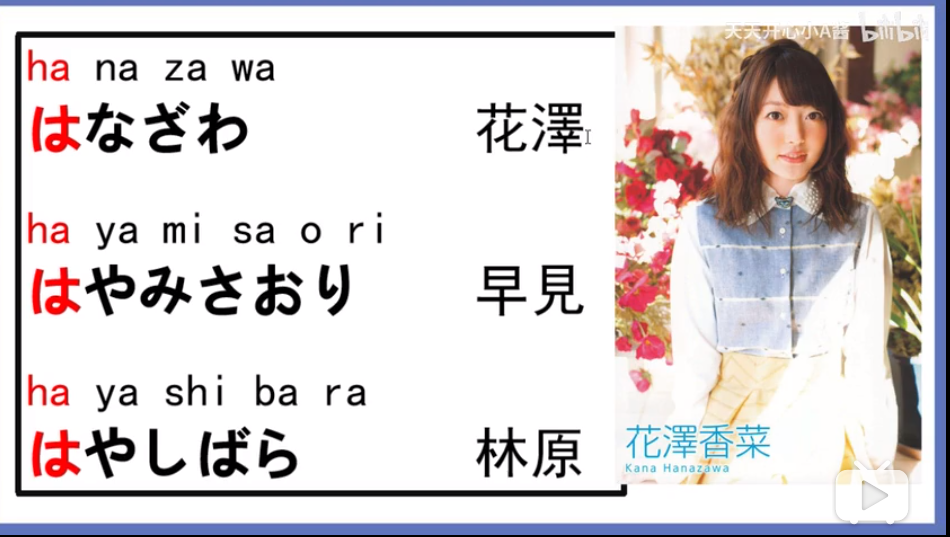 天天开心小A酱 bilibili
ha na za wa
はなざわ 花澤
ha ya mi sa o ri
はやみさおり 早見
ha ya shi ba ra
はやしばら 林原
花澤香菜
Kana Hanazawa